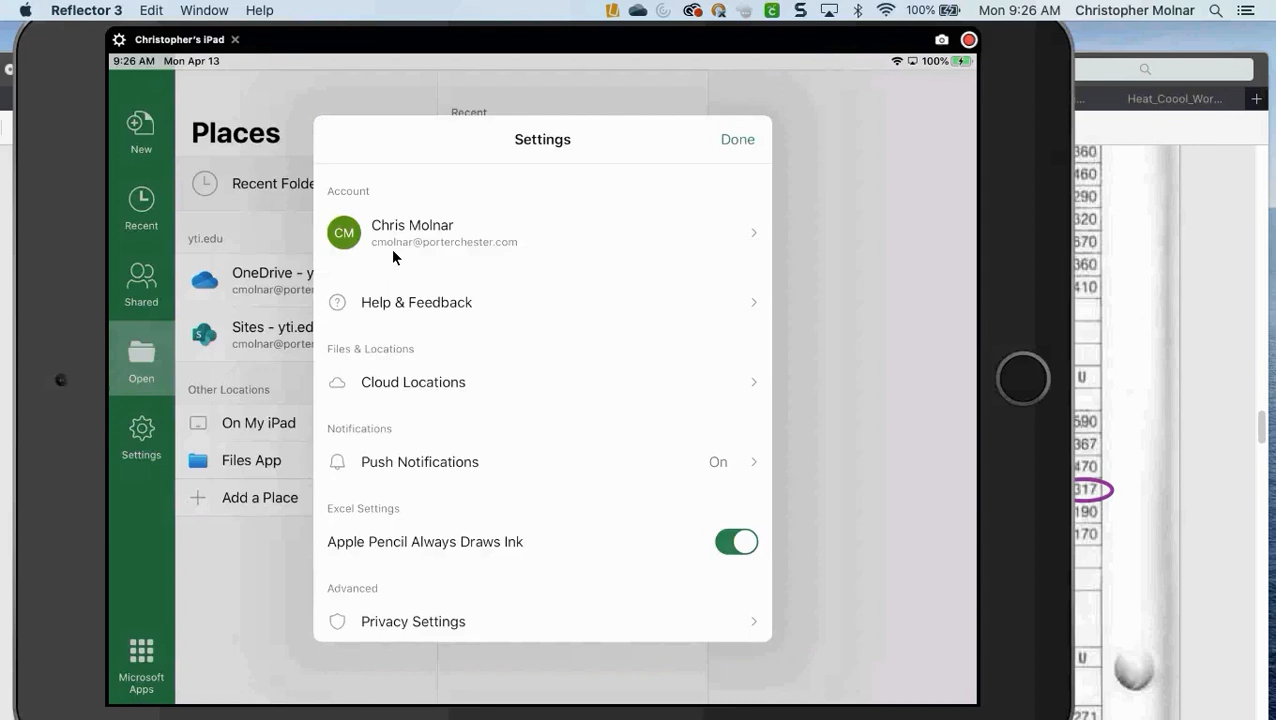 Reflector 3 Edit Window Help 100% Mon 9:26 AM Christopher Molnar
Christopher's iPad
9:26 AM Mon Apr 13 100%
Heat_Coool_Wor...
New
Recent
Shared
Open
Settings
Microsoft
Apps
Places
Recent Folde
yti.edu
OneDrive - y
cmolnar@porter
Sites - yti.ed
cmolnar@porter
Other Locations
On My iPad
Files App
Add a Place
Recent
Settings
Done
Account
CM
Chris Molnar
cmolnar@porterchester.com
Help & Feedback
Files & Locations
Cloud Locations
Notifications
Push Notifications On
Excel Settings
Apple Pencil Always Draws Ink
Advanced
Privacy Settings
360
460
290
320
670
360
410
U
590
367
470
317
190
170
U
271